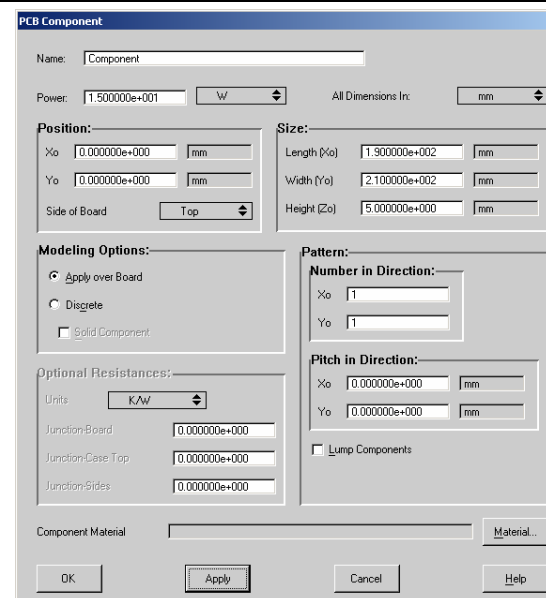 PCB Component
Name: Component
Power: 1.500000e+001 W All Dimensions In: mm
Position:
Xo 0.000000e+000 mm
Yo 0.000000e+000 mm
Side of Board Top
Size:
Length (Xo) 1.900000e+002 mm
Width (Yo) 2.100000e+002 mm
Height (Zo) 5.000000e+000 mm
Modeling Options:
Apply over Board
Discrete
Solid Component
Pattern:
Number in Direction:
Xo 1
Yo 1
Pitch in Direction:
Xo 0.000000e+000 mm
Yo 0.000000e+000 mm
Lump Components
Optional Resistances:
Units K/W
Junction-Board 0.000000e+000
Junction-Case Top 0.000000e+000
Junction-Sides 0.000000e+000
Component Material Material...
OK Apply Cancel Help